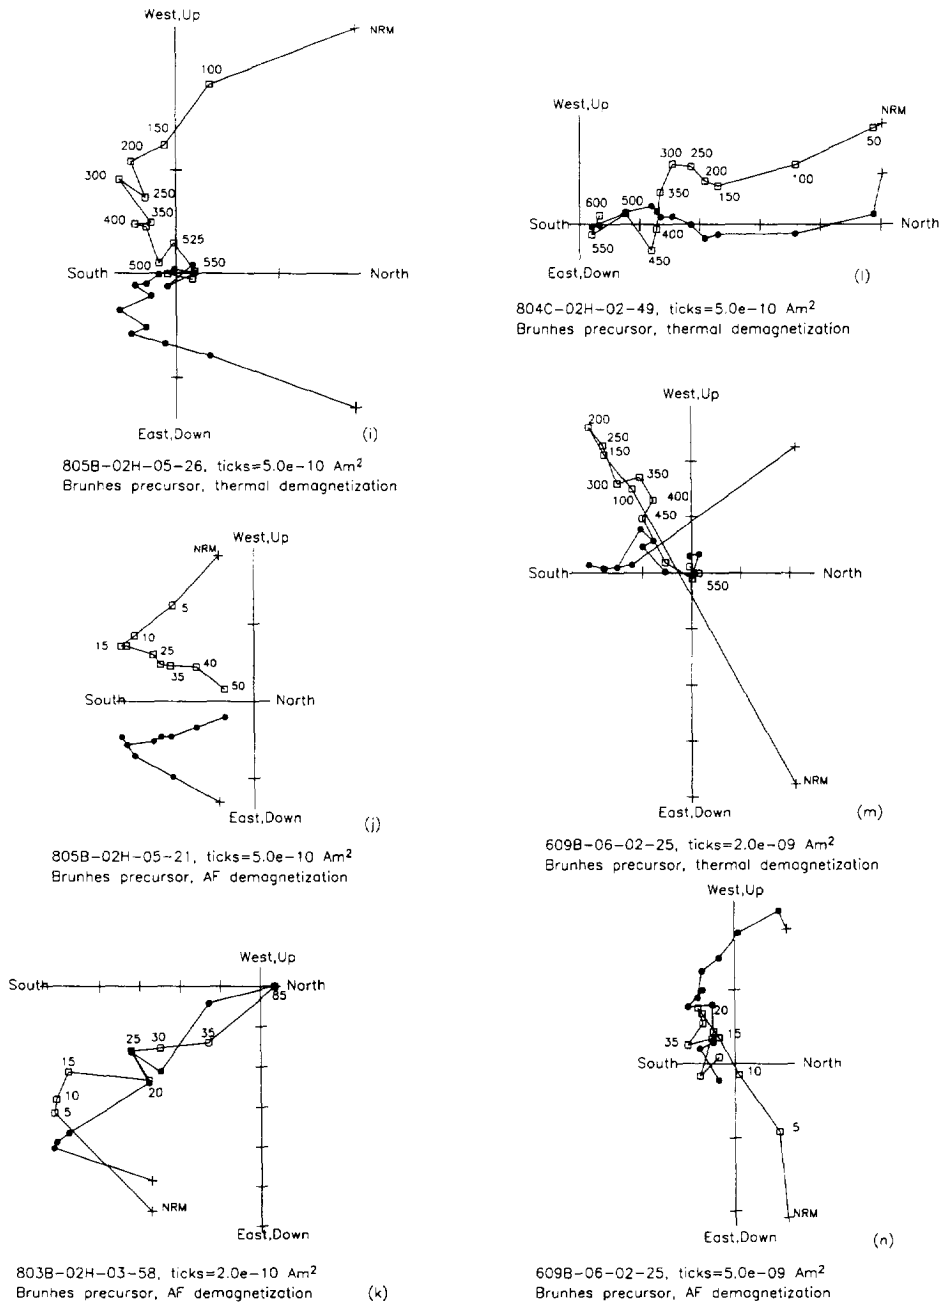 West,Up
NRM
100
150
200
300
250
350
400
525
500
550
South
North
East,Down
(i)
805B-02H-05-26, ticks=5.0e-10 Am²
Brunhes precursor, thermal demagnetization
West,Up
NRM
50
300
250
200
150
100
350
600
500
400
South
North
550
450
East,Down
(l)
804C-02H-02-49, ticks=5.0e-10 Am²
Brunhes precursor, thermal demagnetization
West,Up
NRM
5
10
15
25
35
40
50
South
North
East,Down
(j)
805B-02H-05-21, ticks=5.0e-10 Am²
Brunhes precursor, AF demagnetization
West,Up
200
250
150
350
300
100
400
450
South
North
550
NRM
(m)
East,Down
609B-06-02-25, ticks=2.0e-09 Am²
Brunhes precursor, thermal demagnetization
West,Up
South
North
85
25
30
35
15
20
10
5
NRM
East,Down
803B-02H-03-58, ticks=2.0e-10 Am²
Brunhes precursor, AF demagnetization
(k)
West,Up
20
15
35
South
North
10
5
NRM
East,Down
(n)
609B-06-02-25, ticks=5.0e-09 Am²
Brunhes precursor, AF demagnetization